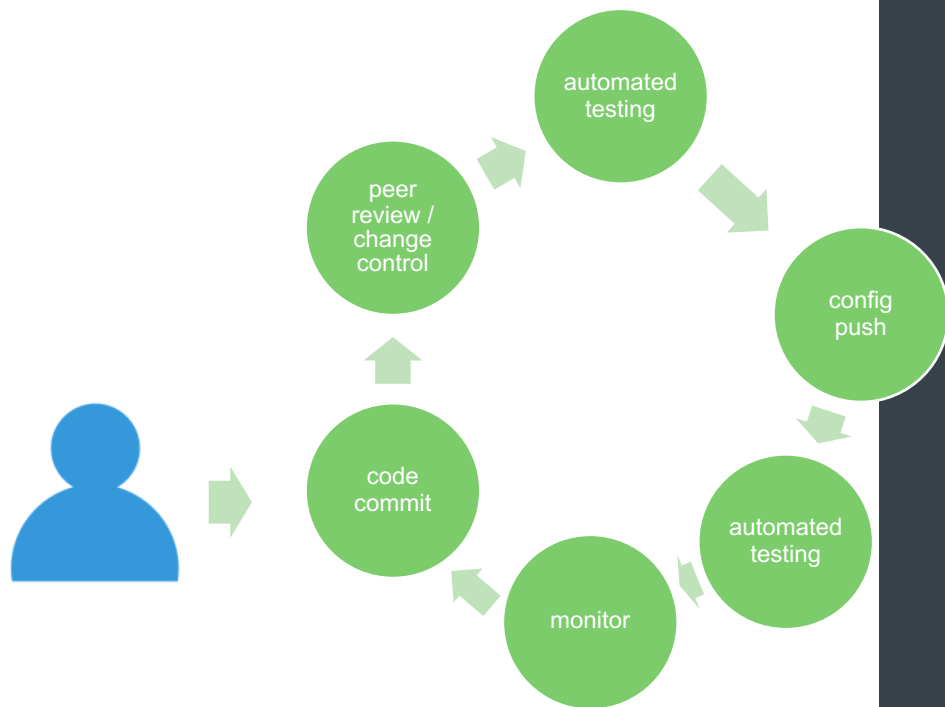 automated
testing
peer
review /
change
control
config
push
code
commit
automated
testing
monitor